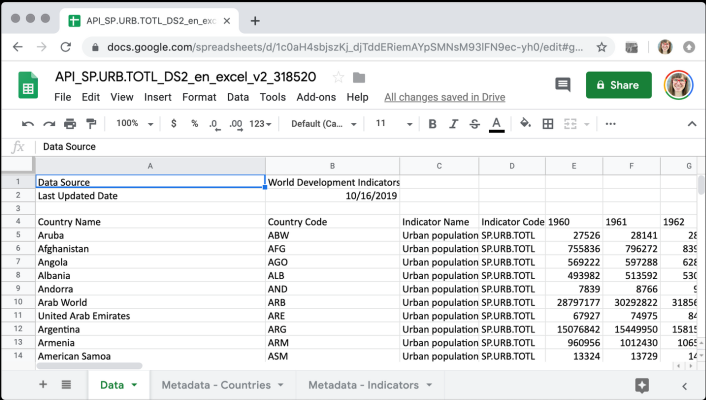 API_SP.URB.TOTL_DS2_en_exc
docs.google.com/spreadsheets/d/1c0aH4sbjszKj_djTddERiemAYpSMNsM93lFN9ec-yh0/edit#g...
API_SP.URB.TOTL_DS2_en_excel_v2_318520
File Edit View Insert Format Data Tools Add-ons Help All changes saved in Drive
Share
100% $ % .0 .00 123 Default (Ca... 11 B I S A
fx Data Source
A B C D E F G
1 Data Source World Development Indicators
2 Last Updated Date 10/16/2019
3
4 Country Name Country Code Indicator Name Indicator Code 1960 1961 1962
5 Aruba ABW Urban population SP.URB.TOTL 27526 28141 28
6 Afghanistan AFG Urban population SP.URB.TOTL 755836 796272 839
7 Angola AGO Urban population SP.URB.TOTL 569222 597288 628
8 Albania ALB Urban population SP.URB.TOTL 493982 513592 530
9 Andorra AND Urban population SP.URB.TOTL 7839 8766
10 Arab World ARB Urban population SP.URB.TOTL 28797177 30292822 31856
11 United Arab Emirates ARE Urban population SP.URB.TOTL 67927 74975 84
12 Argentina ARG Urban population SP.URB.TOTL 15076842 15449950 15815
13 Armenia ARM Urban population SP.URB.TOTL 960956 1012430 1065
14 American Samoa ASM Urban population SP.URB.TOTL 13324 13729 14
Data Metadata - Countries Metadata - Indicators